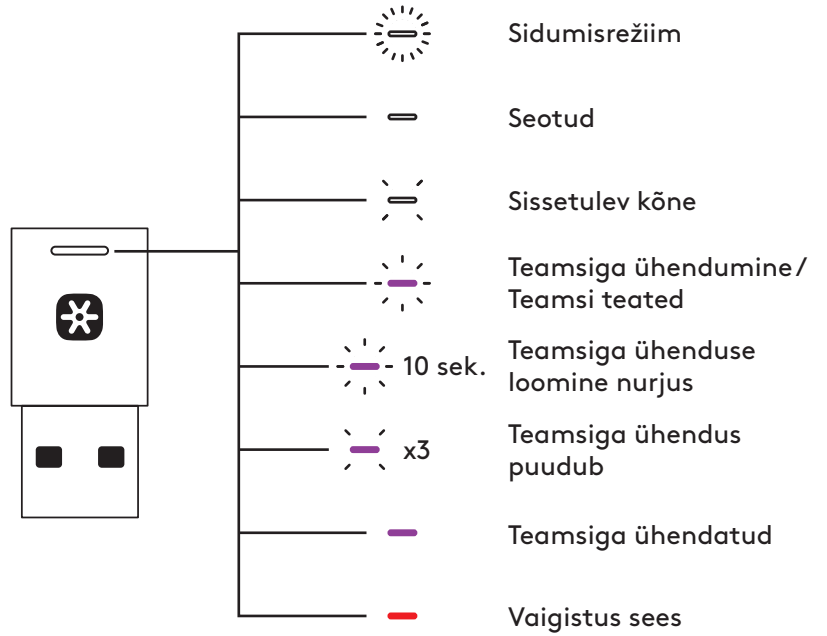 Sidumisrežiim
Seotud
Sissetulev kõne
Teamsiga ühendumine/
Teamsi teated
10 sek.
Teamsiga ühenduse
loomine nurjus
x3
Teamsiga ühendus
puudub
Teamsiga ühendatud
Vaigistus sees